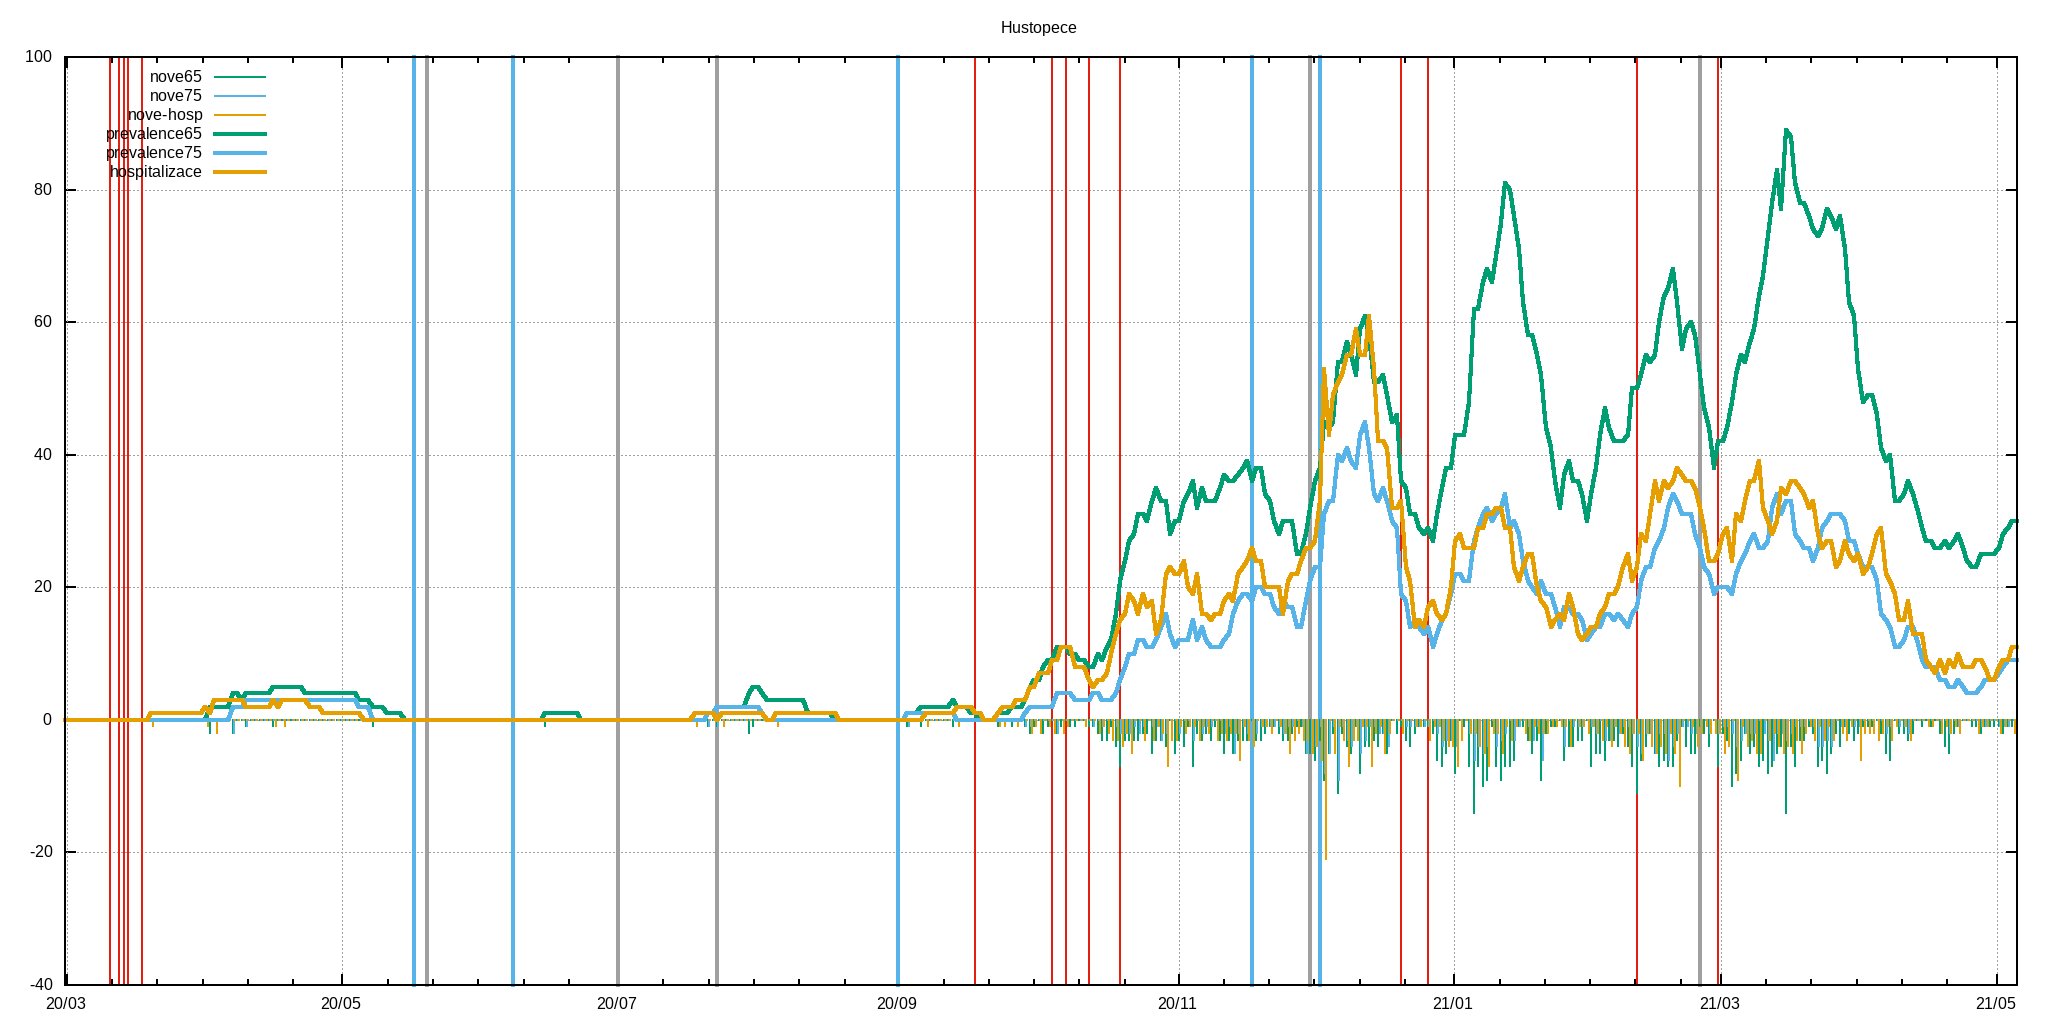 Hustopece
100
80
60
40
20
0
-20
-40
nove65
nove75
nove-hosp
prevalence65
prevalence75
hospitalizace
20/03 20/05 20/07 20/09 20/11 21/01 21/03 21/05